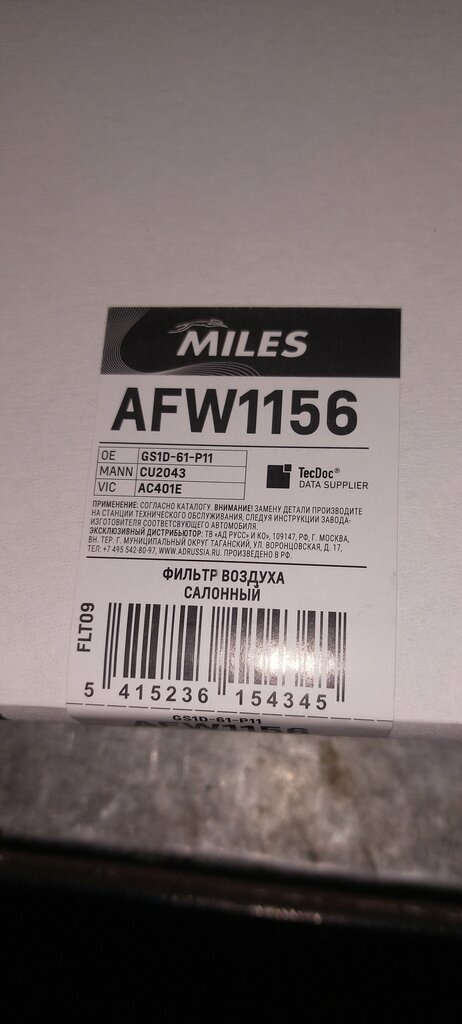 MILES
AFW1156
OE GS1D-61-P11
MANN CU2043
VIC AC401E
TecDoc®
DATA SUPPLIER
ПРИМЕНЕНИЕ: СОГЛАСНО КАТАЛОГУ. ВНИМАНИЕ! ЗАМЕНУ ДЕТАЛИ ПРОИЗВОДИТЕ
НА СТАНЦИИ ТЕХНИЧЕСКОГО ОБСЛУЖИВАНИЯ, СЛЕДУЯ ИНСТРУКЦИИ ЗАВОДА-
ИЗГОТОВИТЕЛЯ СООТВЕТСВУЮЩЕГО АВТОМОБИЛЯ.
ЭКСКЛЮЗИВНЫЙ ДИСТРИБЬЮТОР: ТВ «АД РУСС» И КО», 109147, РФ, Г. МОСКВА,
ВН. ТЕР. Г. МУНИЦИПАЛЬНЫЙ ОКРУГ ТАГАНСКИЙ, УЛ. ВОРОНЦОВСКАЯ, Д. 17,
ТЕЛ: +7 495 542-80-97, WWW.ADRUSSIA.RU. ПРОИЗВЕДЕНО В РФ.
ФИЛЬТР ВОЗДУХА
САЛОННЫЙ
FLT09
5 415236 154345
GS1D-61-P11
AFW1156